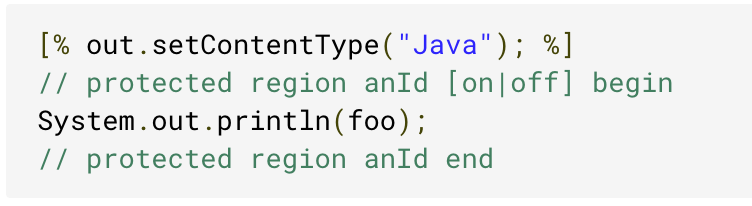 [% out.setContentType("Java"); %]
// protected region anId [on|off] begin
System.out.println(foo);
// protected region anId end